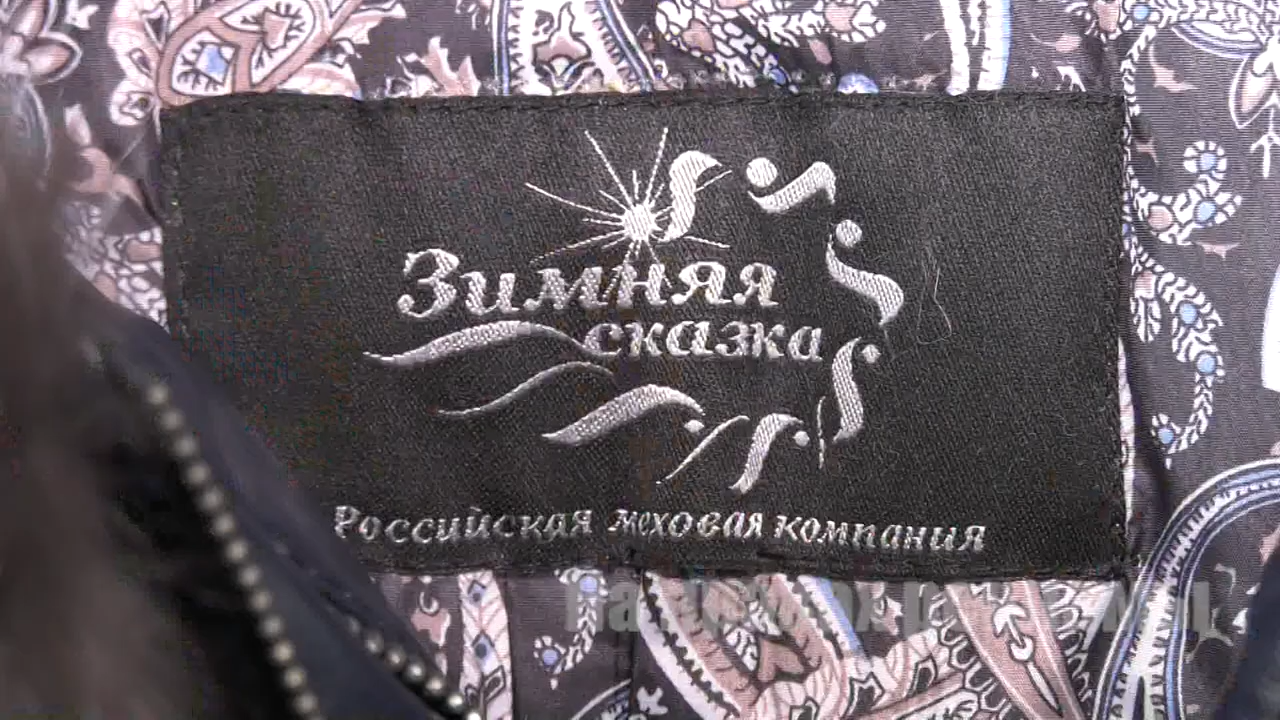 Зимняя
сказка
Российская меховая компания